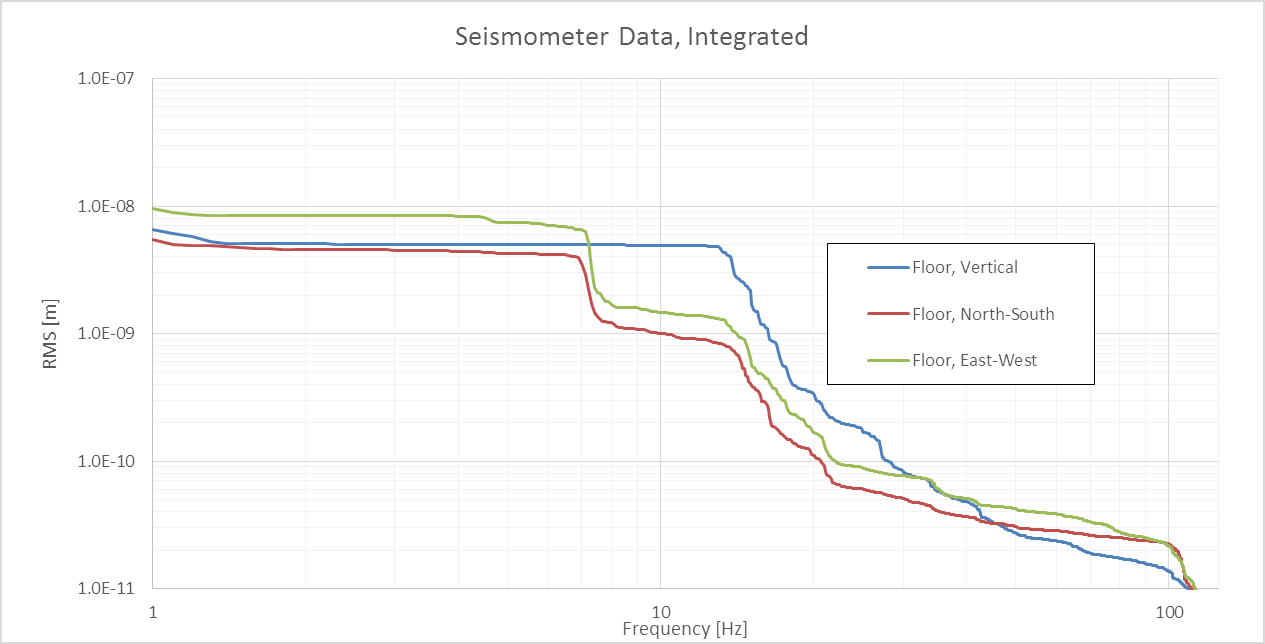 Seismometer Data, Integrated
1.0E-07
1.0E-08
1.0E-09
1.0E-10
1.0E-11
RMS [m]
Floor, Vertical
Floor, North-South
Floor, East-West
1
10
100
Frequency [Hz]